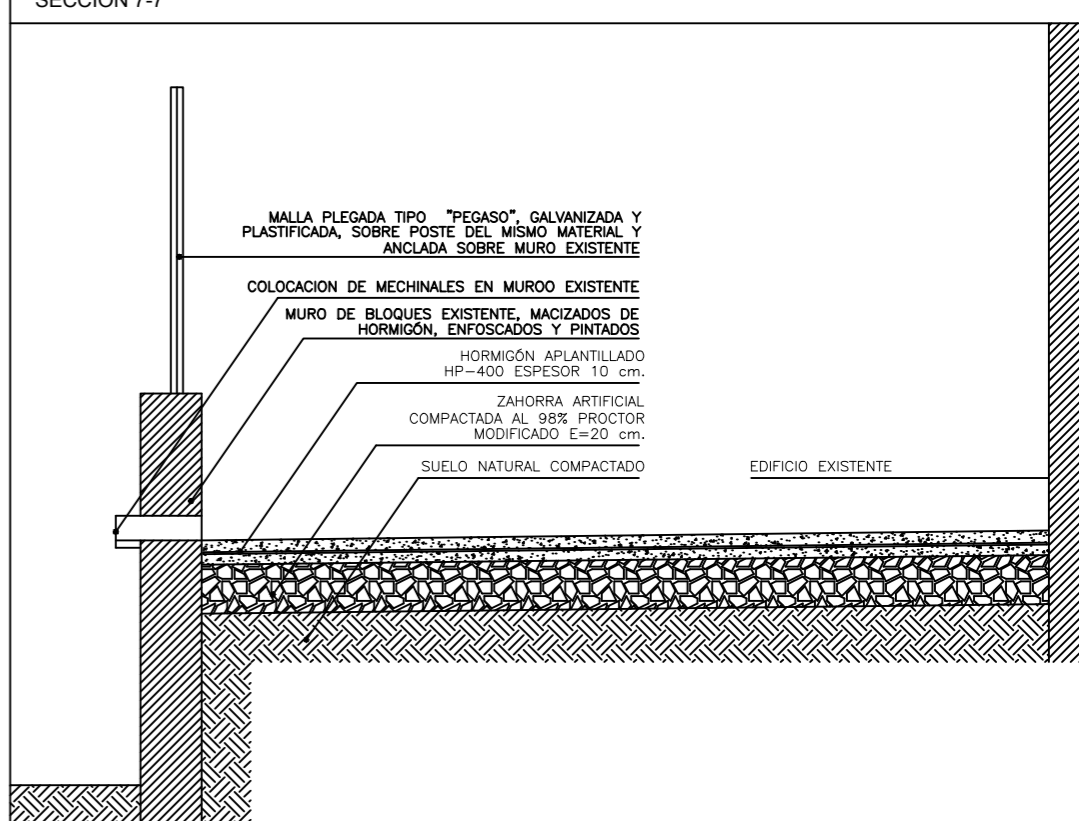 SECCION 7-7
MALLA PLEGADA TIPO "PEGASO", GALVANIZADA Y
PLASTIFICADA, SOBRE POSTE DEL MISMO MATERIAL Y
ANCLADA SOBRE MURO EXISTENTE
COLOCACION DE MECHINALES EN MUROO EXISTENTE
MURO DE BLOQUES EXISTENTE, MACIZADOS DE
HORMIGÓN, ENFOSCADOS Y PINTADOS
HORMIGÓN APLANTILLADO
HP-400 ESPESOR 10 cm.
ZAHORRA ARTIFICIAL
COMPACTADA AL 98% PROCTOR
MODIFICADO E=20 cm.
SUELO NATURAL COMPACTADO
EDIFICIO EXISTENTE